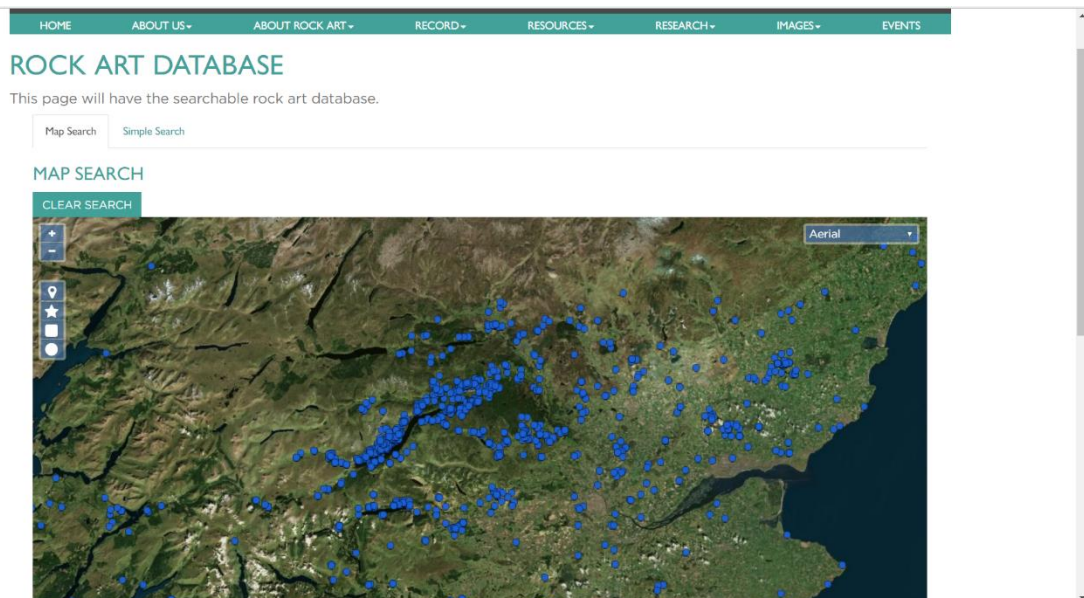 HOME ABOUT US ABOUT ROCK ART RECORD RESOURCES RESEARCH IMAGES EVENTS
ROCK ART DATABASE
This page will have the searchable rock art database.
Map Search Simple Search
MAP SEARCH
CLEAR SEARCH
+ Aerial
-